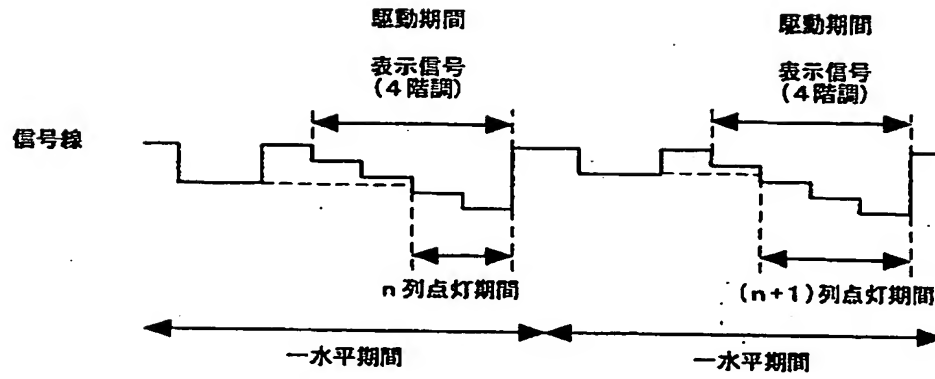 駆動期間
表示信号
(4階調)
駆動期間
表示信号
(4階調)
信号線
n列点灯期間
(n+1)列点灯期間
一水平期間
一水平期間